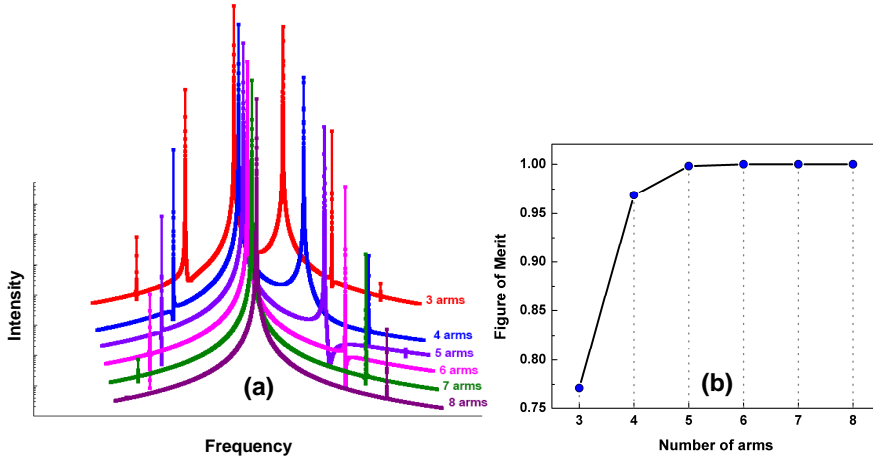 Intensity
3 arms
4 arms
5 arms
6 arms
7 arms
8 arms
(a)
Frequency
Figure of Merit
1.00
0.95
0.90
0.85
0.80
0.75
(b)
3 4 5 6 7 8
Number of arms